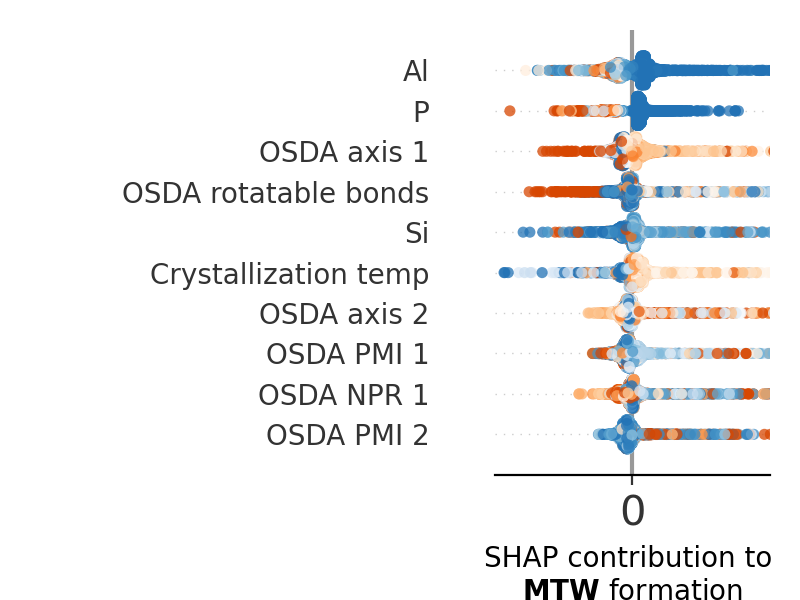 Al
P
OSDA axis 1
OSDA rotatable bonds
Si
Crystallization temp
OSDA axis 2
OSDA PMI 1
OSDA NPR 1
OSDA PMI 2
0
SHAP contribution to
MTW formation